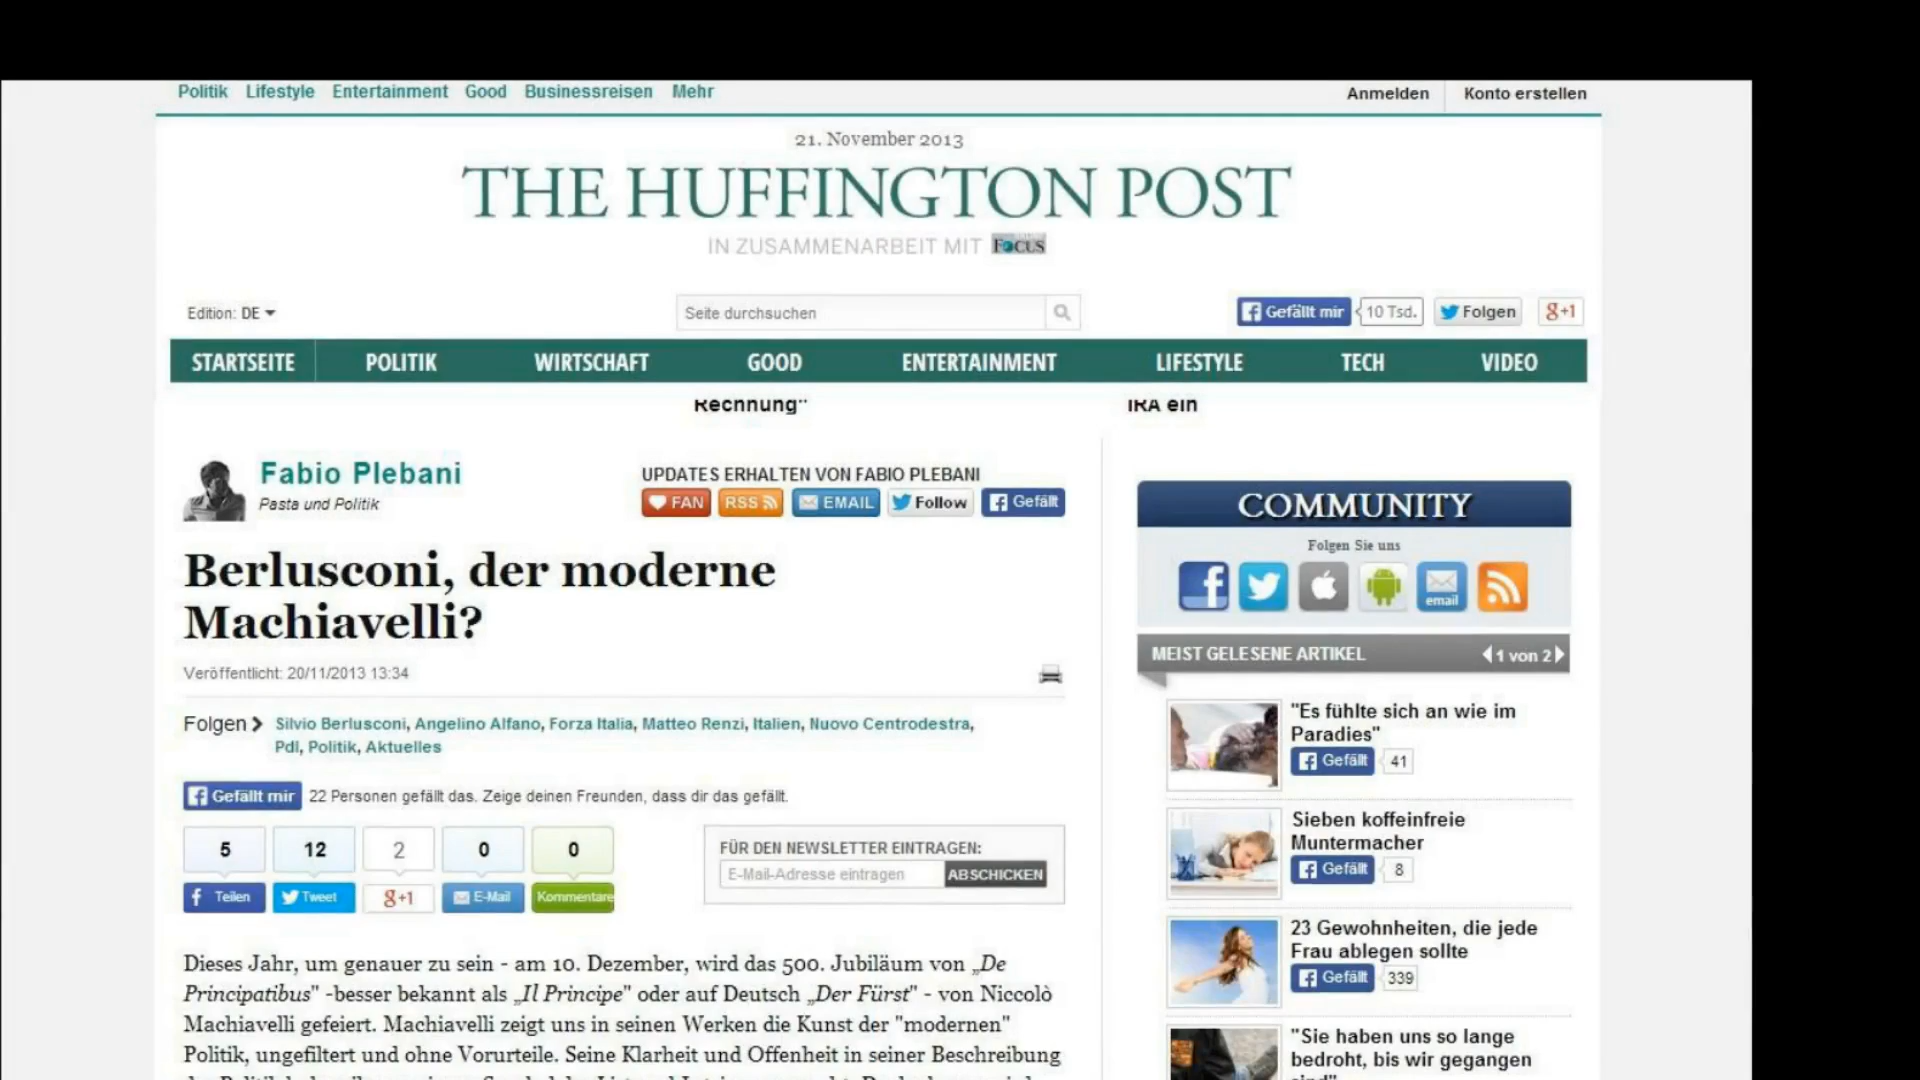 Politik Lifestyle Entertainment Good Businessreisen Mehr
Anmelden Konto erstellen
21. November 2013
THE HUFFINGTON POST
IN ZUSAMMENARBEIT MIT FOCUS
Edition: DE
Seite durchsuchen
Gefällt mir 10 Tsd. Folgen g+1
STARTSEITE POLITIK WIRTSCHAFT GOOD ENTERTAINMENT LIFESTYLE TECH VIDEO
Rechnung"
IRA ein
Fabio Plebani
Pasta und Politik
UPDATES ERHALTEN VON FABIO PLEBANI
FAN RSS EMAIL Follow Gefällt
Berlusconi, der moderne
Machiavelli?
Veröffentlicht: 20/11/2013 13:34
Folgen Silvio Berlusconi, Angelino Alfano, Forza Italia, Matteo Renzi, Italien, Nuovo Centrodestra,
Pdl, Politik, Aktuelles
Gefällt mir 22 Personen gefällt das. Zeige deinen Freunden, dass dir das gefällt.
5 12 2 0 0
Teilen Tweet g+1 E-Mail Kommentare
FÜR DEN NEWSLETTER EINTRAGEN:
E-Mail-Adresse eintragen ABSCHICKEN
Dieses Jahr, um genauer zu sein - am 10. Dezember, wird das 500. Jubiläum von „De
Principatibus" -besser bekannt als „Il Principe" oder auf Deutsch „Der Fürst" - von Niccolò
Machiavelli gefeiert. Machiavelli zeigt uns in seinen Werken die Kunst der "modernen"
Politik, ungefiltert und ohne Vorurteile. Seine Klarheit und Offenheit in seiner Beschreibung
COMMUNITY
Folgen Sie uns
email
MEIST GELESENE ARTIKEL 1 von 2
"Es fühlte sich an wie im
Paradies"
Gefällt 41
Sieben koffeinfreie
Muntermacher
Gefällt 8
23 Gewohnheiten, die jede
Frau ablegen sollte
Gefällt 339
"Sie haben uns so lange
bedroht, bis wir gegangen
sind"